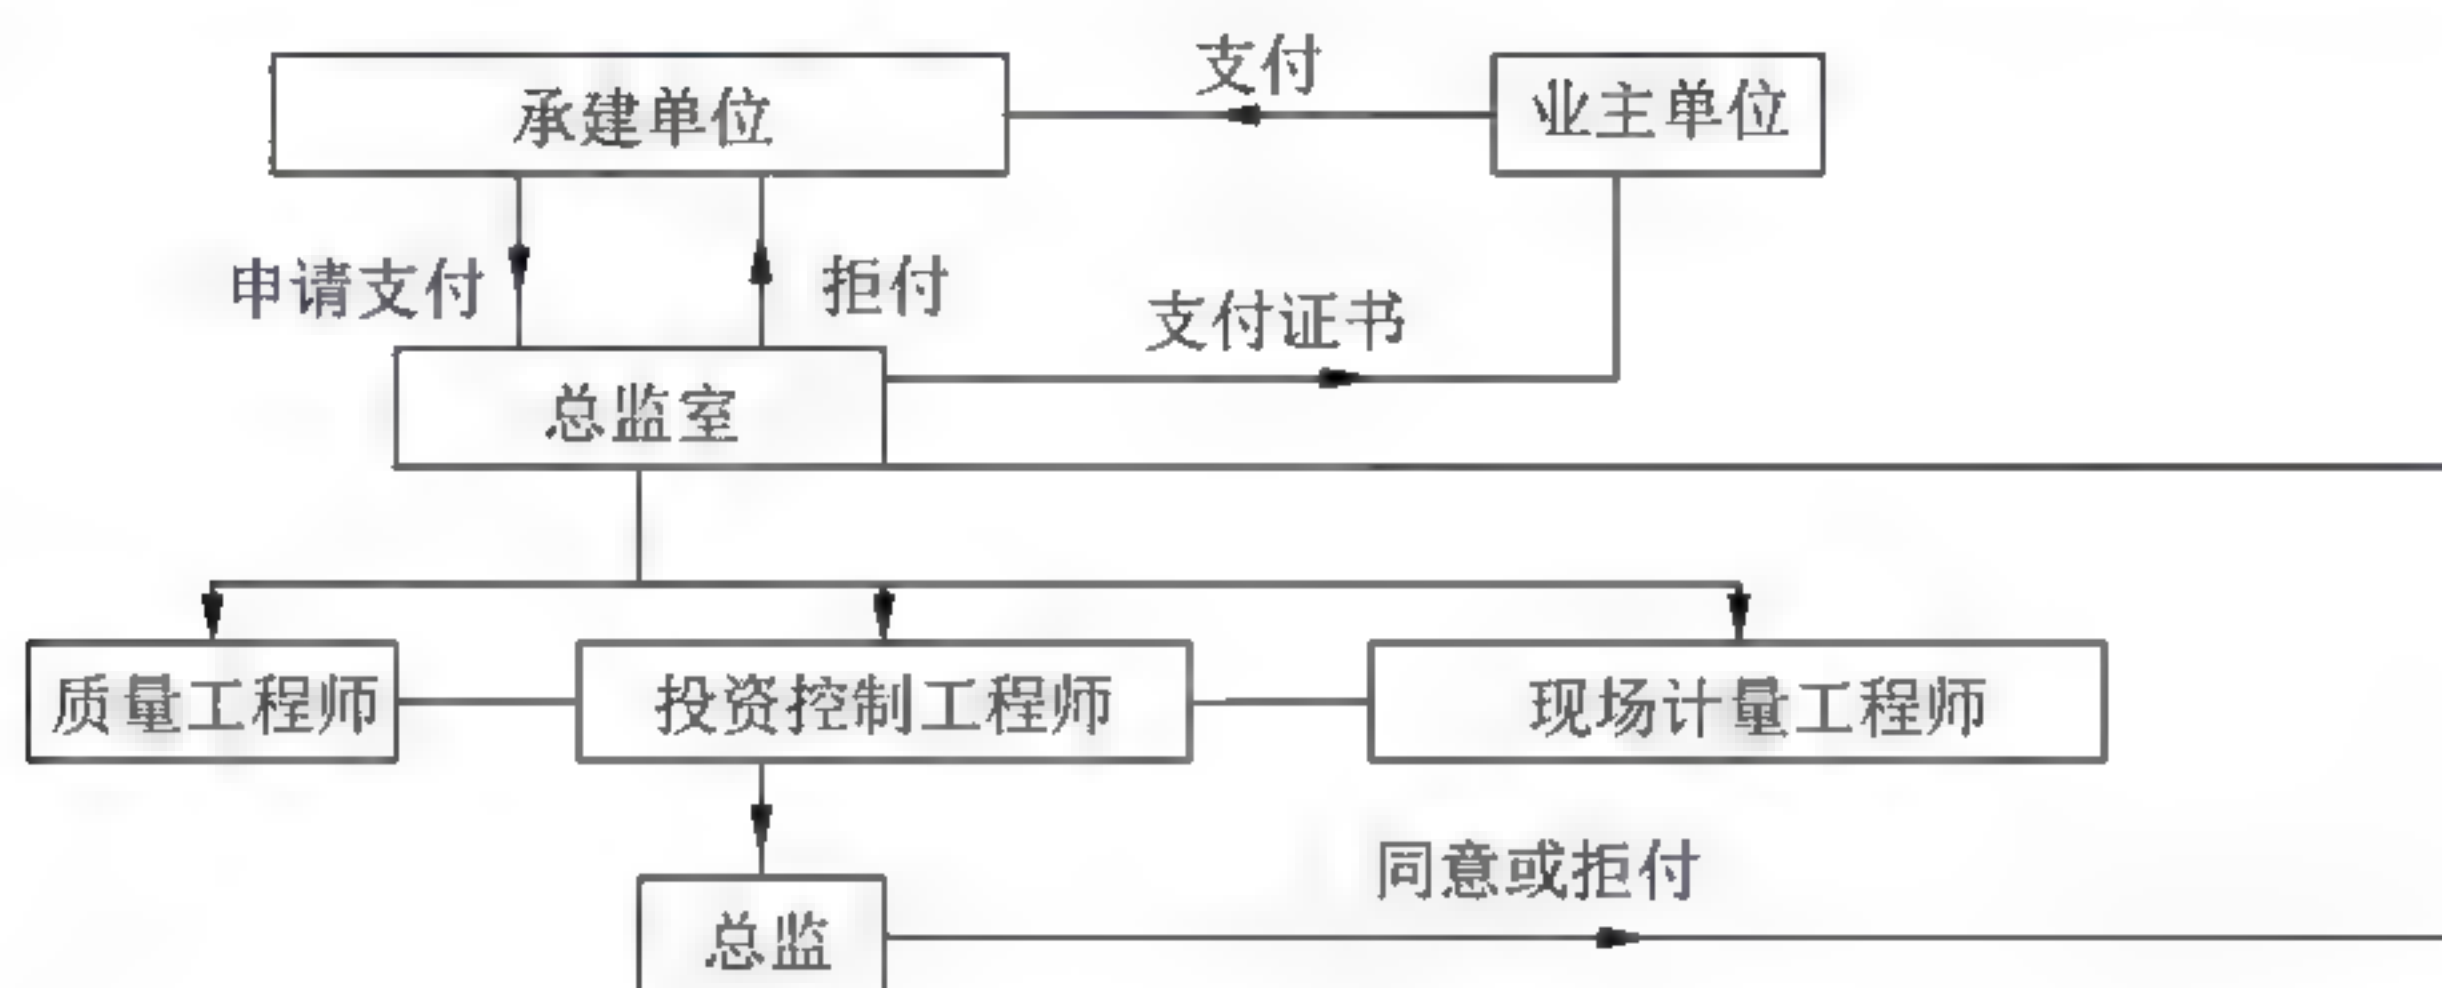 支付
承建单位
业主单位
申请支付
拒付
支付证书
总监室
质量工程师
投资控制工程师
现场计量工程师
同意或拒付
总监